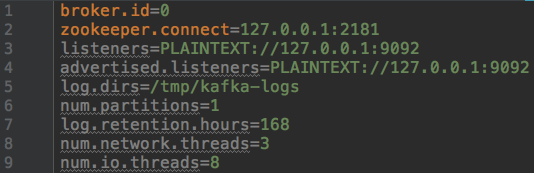 1 broker.id=0
2 zookeeper.connect=127.0.0.1:2181
3 listeners=PLAINTEXT://127.0.0.1:9092
4 advertised.listeners=PLAINTEXT://127.0.0.1:9092
5 log.dirs=/tmp/kafka-logs
6 num.partitions=1
7 log.retention.hours=168
8 num.network.threads=3
9 num.io.threads=8